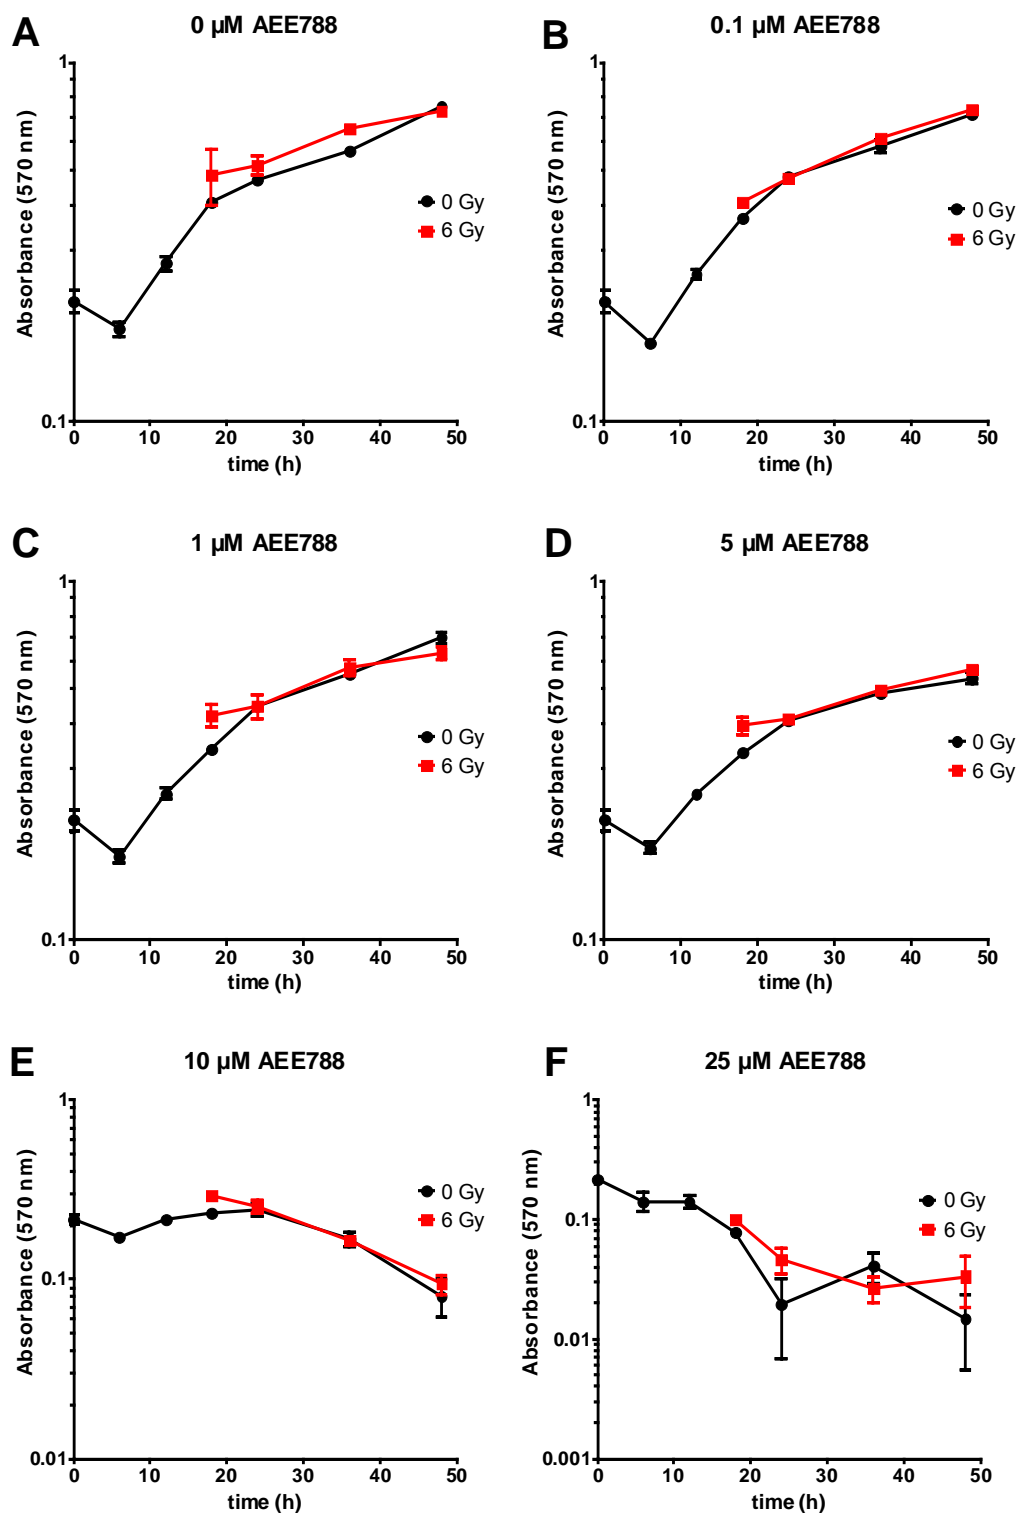 A
0 µM AEE788
Absorbance (570 nm)
1
0.1
0 10 20 30 40 50
time (h)
0 Gy
6 Gy
B
0.1 µM AEE788
Absorbance (570 nm)
1
0.1
0 10 20 30 40 50
time (h)
0 Gy
6 Gy
C
1 µM AEE788
Absorbance (570 nm)
1
0.1
0 10 20 30 40 50
time (h)
0 Gy
6 Gy
D
5 µM AEE788
Absorbance (570 nm)
1
0.1
0 10 20 30 40 50
time (h)
0 Gy
6 Gy
E
10 µM AEE788
Absorbance (570 nm)
1
0.1
0.01
0 10 20 30 40 50
time (h)
0 Gy
6 Gy
F
25 µM AEE788
Absorbance (570 nm)
1
0.1
0.01
0.001
0 10 20 30 40 50
time (h)
0 Gy
6 Gy